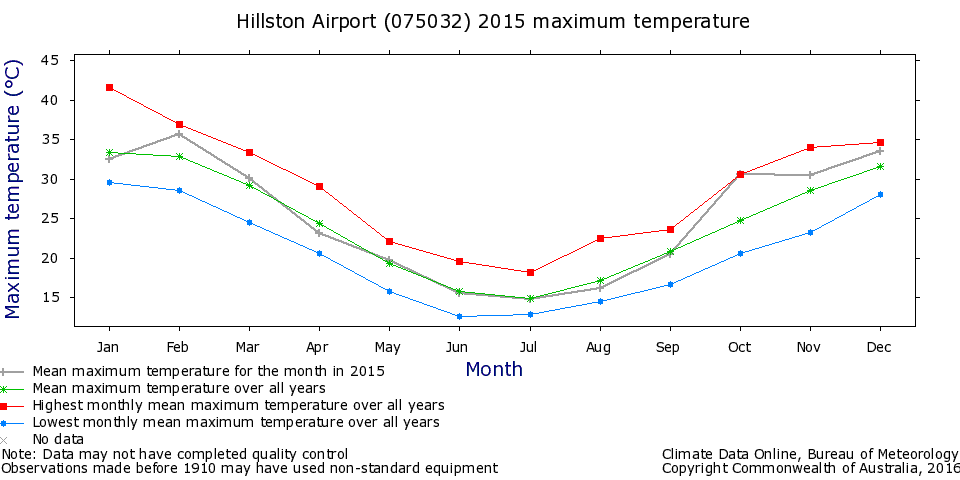 Hillston Airport (075032) 2015 maximum temperature
Maximum temperature (°C)
45
40
35
30
25
20
15
Jan Feb Mar Apr May Jun Jul Aug Sep Oct Nov Dec
Month
Mean maximum temperature for the month in 2015
Mean maximum temperature over all years
Highest monthly mean maximum temperature over all years
Lowest monthly mean maximum temperature over all years
No data
Note: Data may not have completed quality control
Observations made before 1910 may have used non-standard equipment
Climate Data Online, Bureau of Meteorology
Copyright Commonwealth of Australia, 2016